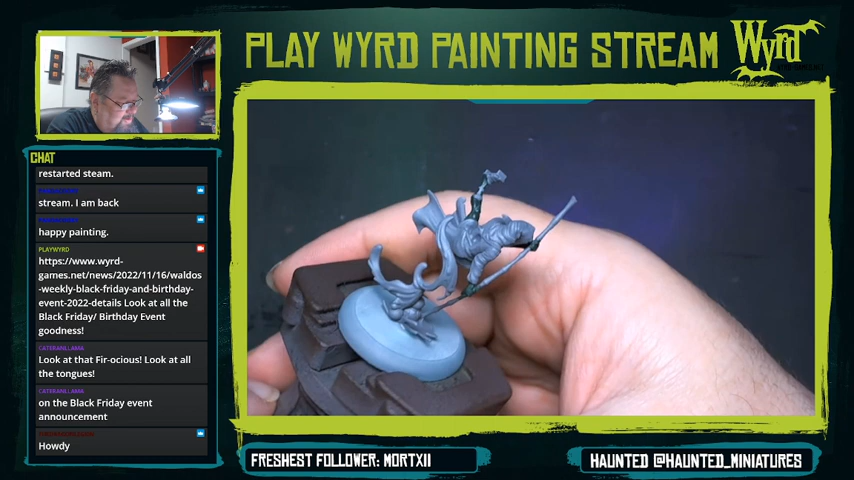 PLAY WYRD PAINTING STREAM
Wyrd
CHAT
restarted steam.
stream. I am back
happy painting.
PLAYWYRD
https://www.wyrd-
games.net/news/2022/11/16/waldos
-weekly-black-friday-and-birthday-
event-2022-details Look at all the
Black Friday/ Birthday Event
goodness!
CATERANLLAMA
Look at that Fir-ocious! Look at all
the tongues!
CATERANLLAMA
on the Black Friday event
announcement
Howdy
FRESHEST FOLLOWER: MORTXII
HAUNTED @HAUNTED_MINIATURES